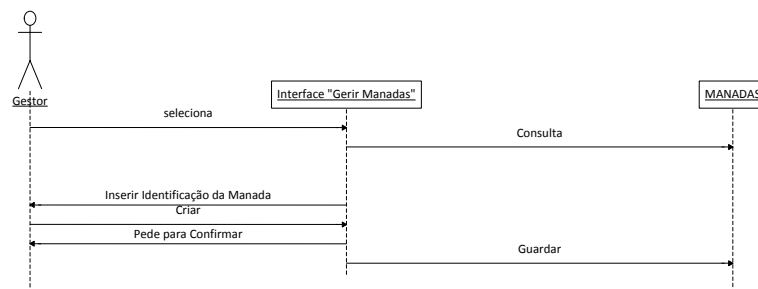 Gestor
Interface "Gerir Manadas"
MANADAS
seleciona
Consulta
Inserir Identificação da Manada
Criar
Pede para Confirmar
Guardar